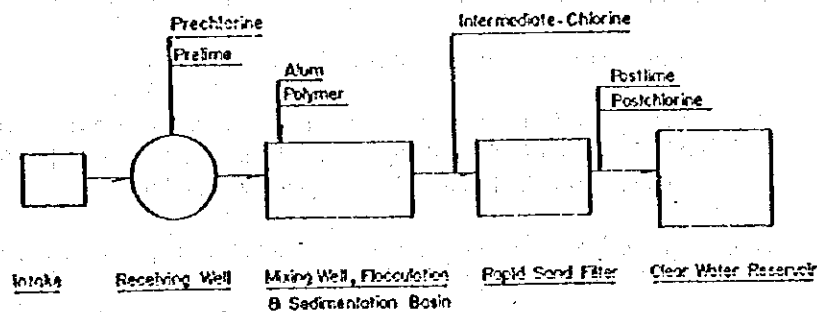 Prechlorine
Prelime
Alum
Polymer
Intermediate-Chlorine
Postlime
Postchlorine
Intake
Receiving Well
Mixing Well, Flocculation
& Sedimentation Basin
Rapid Sand Filter
Clear Water Reservoir